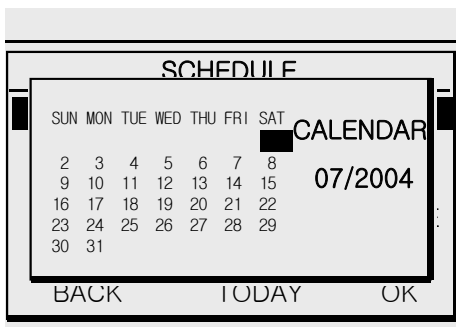 SCHEDULE
SUN MON TUE WED THU FRI SAT
CALENDAR
2 3 4 5 6 7 8
07/2004
9 10 11 12 13 14 15
16 17 18 19 20 21 22
23 24 25 26 27 28 29
30 31
BACK TODAY OK